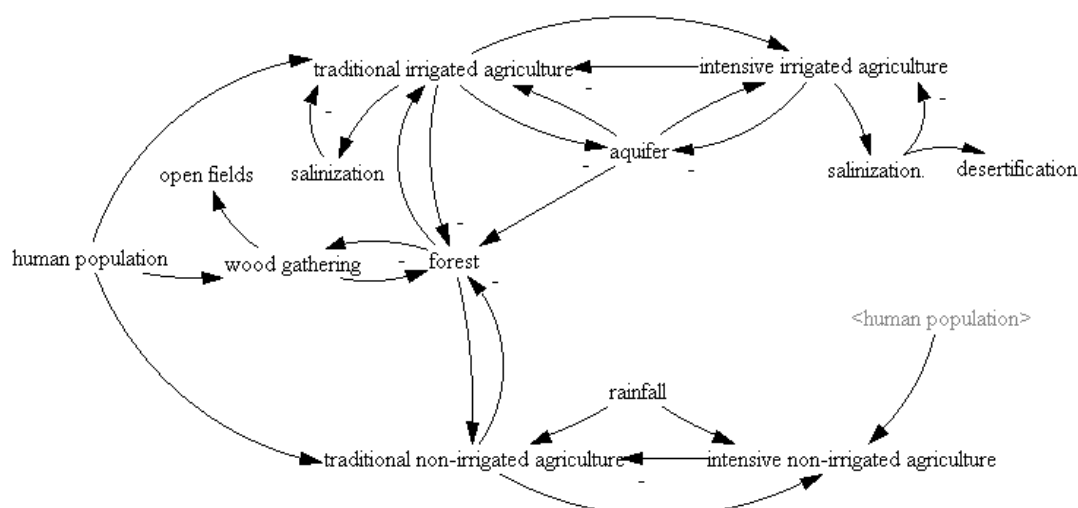 traditional irrigated agriculture
intensive irrigated agriculture
-
-
-
aquifer
-
-
open fields
salinization
salinization.
desertification
-
human population
wood gathering
-
forest
-
<human population>
rainfall
traditional non-irrigated agriculture
intensive non-irrigated agriculture
-